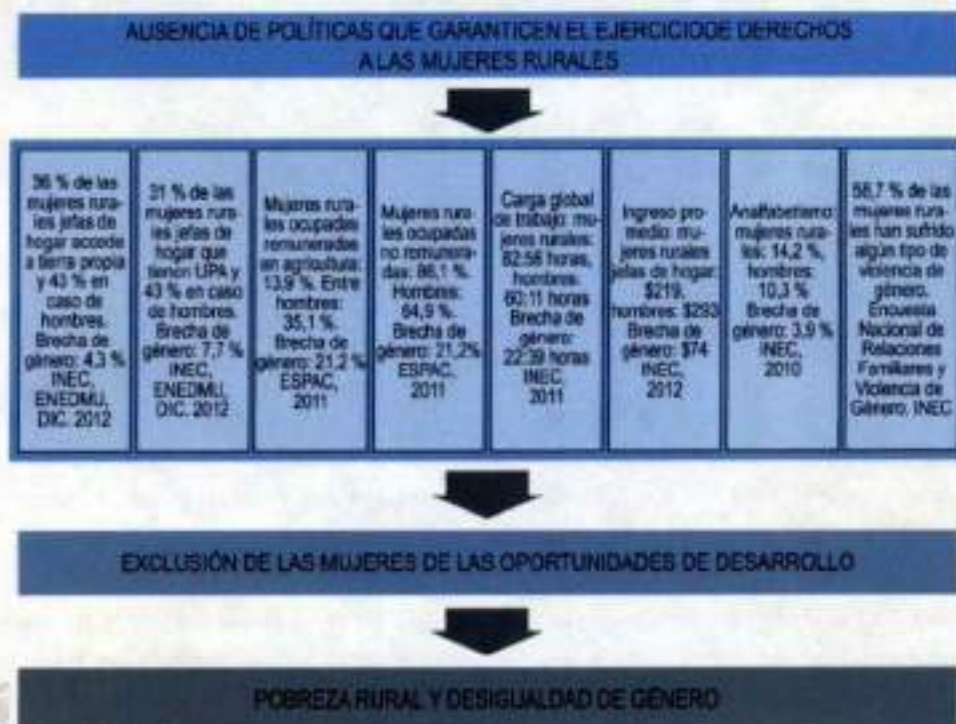 AUSENCIA DE POLÍTICAS QUE GARANTICEN EL EJERCICIODE DERECHOS
A LAS MUJERES RURALES
36 % de las
mujeres rura-
les jefas de
hogar accede
a tierra propia
y 43 % en
caso de
hombres.
Brecha de
género: 4,3 %
INEC,
ENEDMU,
DIC. 2012
31 % de las
mujeres rura-
les jefas de
hogar que
tienen UPA y
43 % en caso
de hombres.
Brecha de
género: 7,7 %
INEC,
ENEDMU,
DIC. 2012
Mujeres rura-
les ocupadas
remuneradas
en agricultura:
13,9 %. Entre
hombres:
35,1 %.
Brecha de
género: 21,2 %
ESPAC,
2011
Mujeres rura-
les ocupadas
no remunera-
das: 86,1 %.
Hombres:
64,9 %.
Brecha de
género: 21,2%
ESPAC,
2011
Carga global
de trabajo: mu-
jeres rurales:
82:58 horas,
hombres:
60:11 horas
Brecha de
género:
22:39 horas
INEC,
2011
Ingreso pro-
medio: mu-
jeres rurales
jefas de hogar:
$219,
hombres: $293
Brecha de
género: $74
INEC,
2012
Analfabetismo:
mujeres rura-
les: 14,2 %,
hombres:
10,3 %
Brecha de
género: 3,9 %
INEC,
2010
58,7 % de las
mujeres rura-
les han sufrido
algún tipo de
violencia de
género.
Encuesta
Nacional de
Relaciones
Familiares y
Violencia de
Género. INEC
EXCLUSIÓN DE LAS MUJERES DE LAS OPORTUNIDADES DE DESARROLLO
POBREZA RURAL Y DESIGUALDAD DE GÉNERO